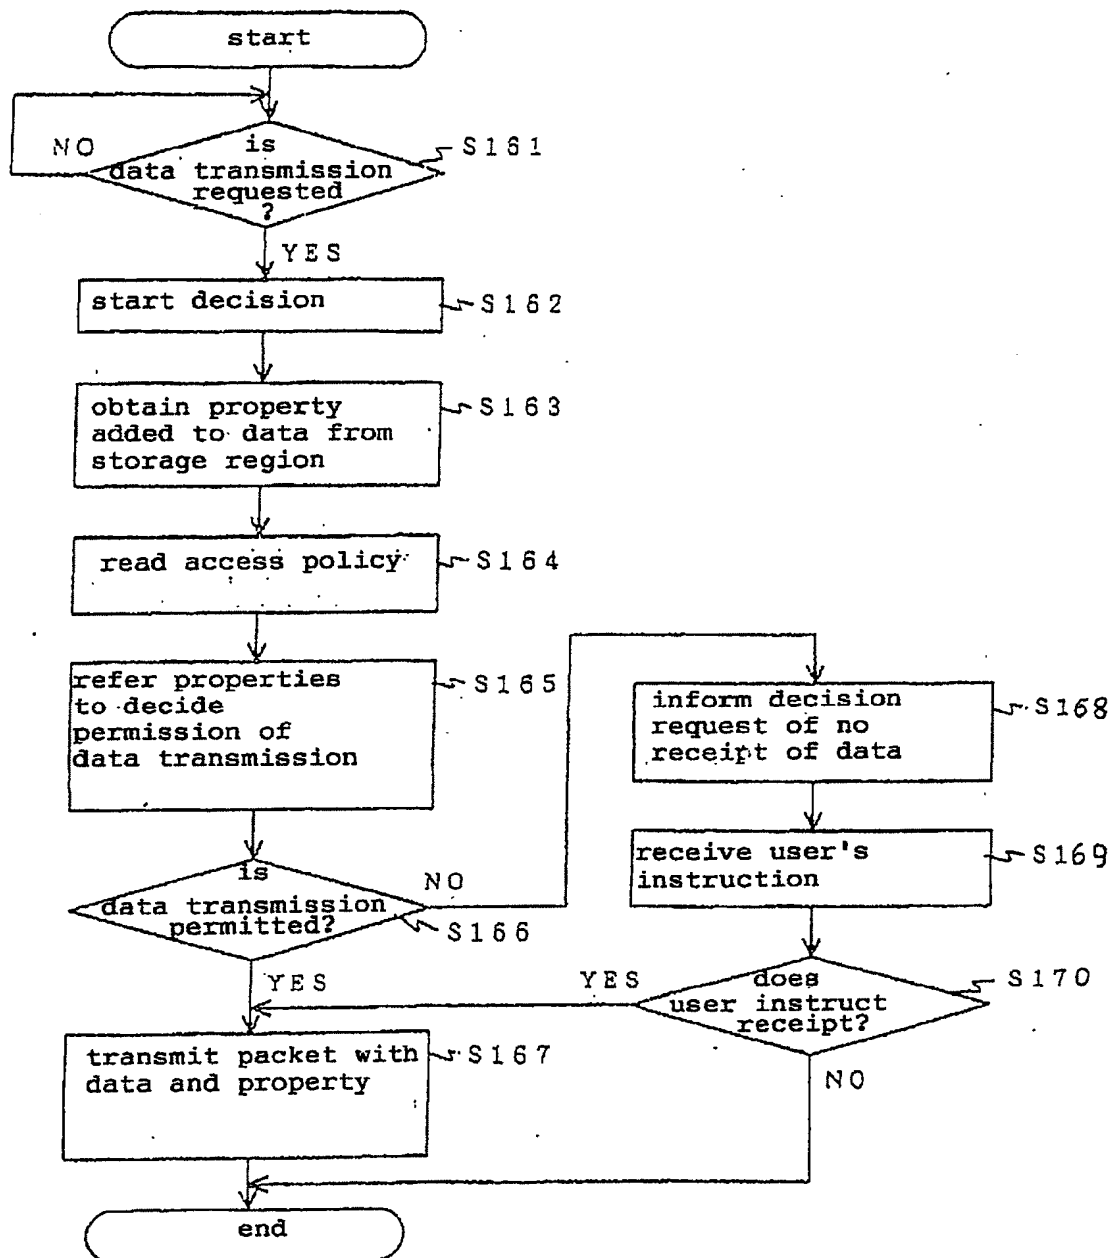 start
NO
is
data transmission
requested
?
S161
YES
start decision
S162
obtain property
added to data from
storage region
S163
read access policy
S164
refer properties
to decide
permission of
data transmission
S165
is
data transmission
permitted?
NO
S166
YES
inform decision
request of no
receipt of data
S168
receive user's
instruction
S169
does
user instruct
receipt?
S170
YES
NO
transmit packet with
data and property
S167
end